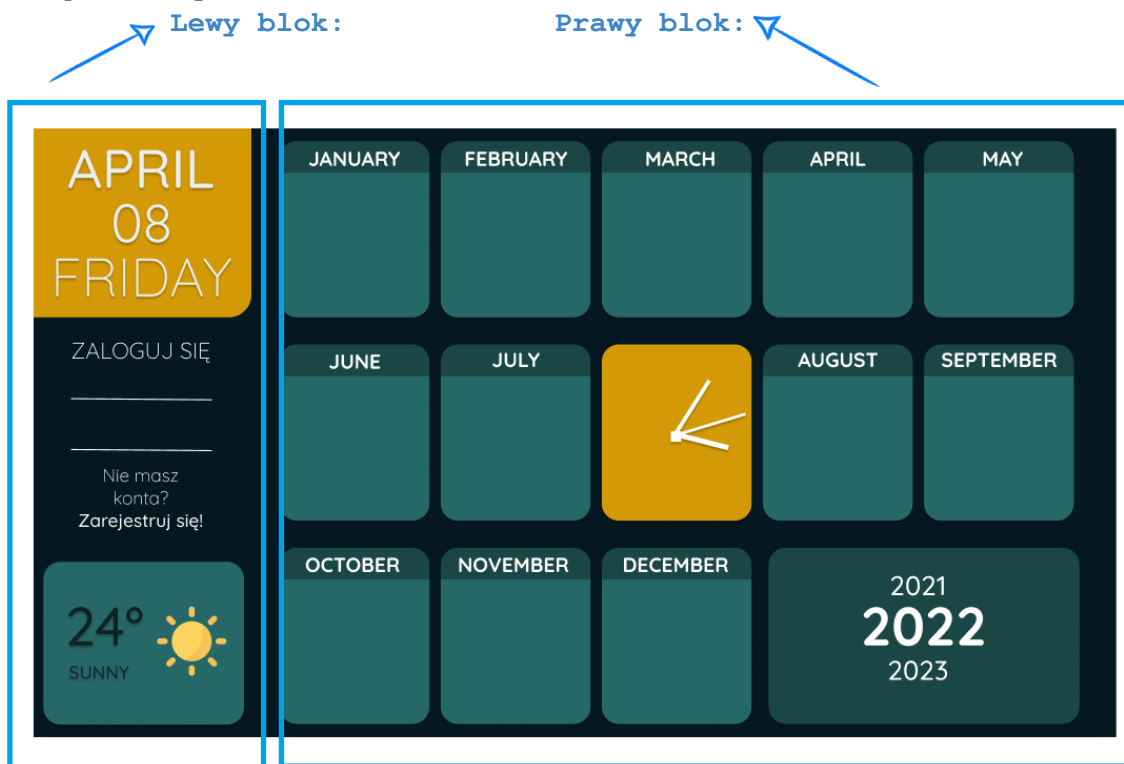 Lewy blok:
Prawy blok:
APRIL
08
FRIDAY
ZALOGUJ SIĘ
Nie masz
konta?
Zarejestruj się!
24°
SUNNY
JANUARY
FEBRUARY
MARCH
APRIL
MAY
JUNE
JULY
AUGUST
SEPTEMBER
OCTOBER
NOVEMBER
DECEMBER
2021
2022
2023